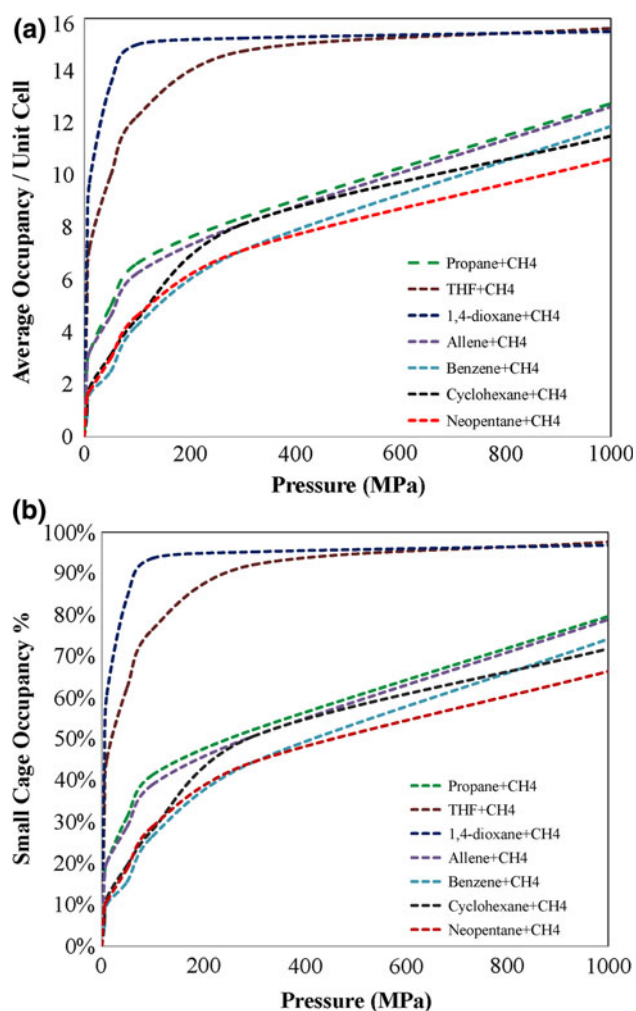 (a)
16
14
12
10
8
6
4
2
0
Average Occupancy / Unit Cell
Propane+CH4
THF+CH4
1,4-dioxane+CH4
Allene+CH4
Benzene+CH4
Cyclohexane+CH4
Neopentane+CH4
0 200 400 600 800 1000
Pressure (MPa)
(b)
100%
90%
80%
70%
60%
50%
40%
30%
20%
10%
0%
Small Cage Occupancy %
Propane+CH4
THF+CH4
1,4-dioxane+CH4
Allene+CH4
Benzene+CH4
Cyclohexane+CH4
Neopentane+CH4
0 200 400 600 800 1000
Pressure (MPa)